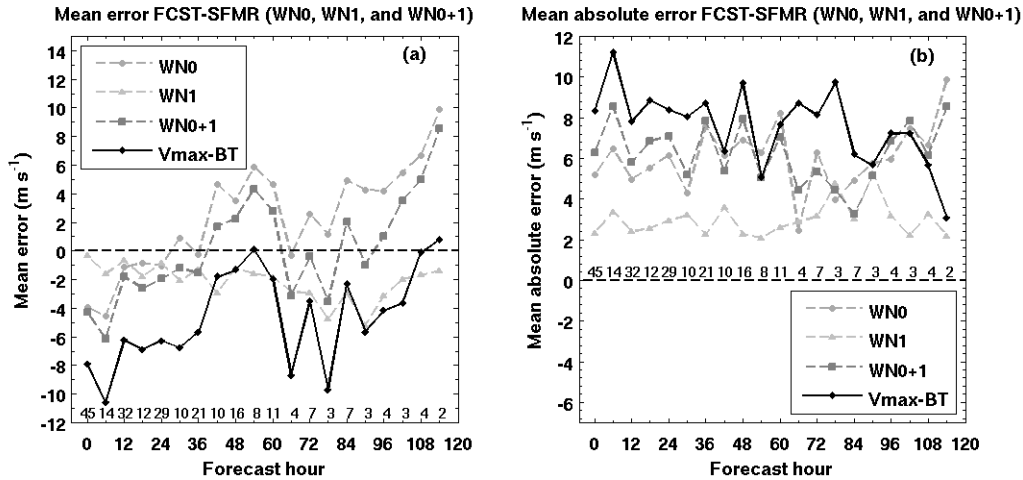 Mean error FCST-SFMR (WN0, WN1, and WN0+1)
(a)
WN0
WN1
WN0+1
Vmax-BT
Mean error (m s-1)
14
12
10
8
6
4
2
0
-2
-4
-6
-8
-10
-12
45 14 32 12 29 10 21 10 16 8 11 4 7 3 7 3 4 3 4 2
0 12 24 36 48 60 72 84 96 108 120
Forecast hour
Mean absolute error FCST-SFMR (WN0, WN1, and WN0+1)
(b)
Mean absolute error (m s-1)
12
10
8
6
4
2
0
-2
-4
-6
45 14 32 12 29 10 21 10 16 8 11 4 7 3 7 3 4 3 4 2
WN0
WN1
WN0+1
Vmax-BT
0 12 24 36 48 60 72 84 96 108 120
Forecast hour